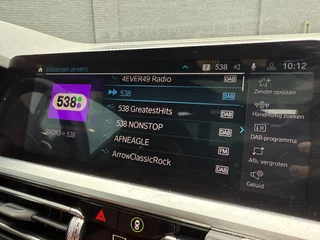 Ontvangen zenders
7 538 10:12
4EVER49 Radio DAB
538 DAB
538 GreatestHits DAB
538 NONSTOP DAB
AFNEAGLE FM
ArrowClassicRock DAB
538
RADIO - 538
Zender opslaan
Handmatig zoeken
DAB-programma
Afb. vergroten
Geluid